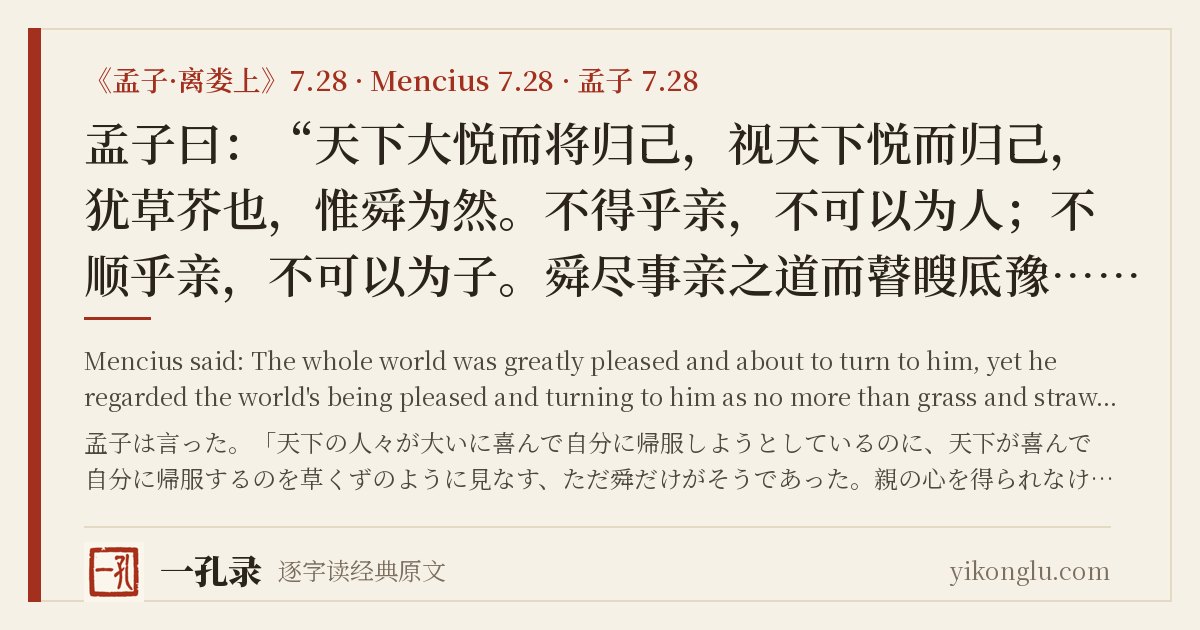 《孟子·离娄上》7.28 · Mencius 7.28 · 孟子 7.28
孟子曰：“天下大悦而将归己，视天下悦而归己，
犹草芥也，惟舜为然。不得乎亲，不可以为人；不
顺乎亲，不可以为子。舜尽事亲之道而瞽瞍厎豫……
Mencius said: The whole world was greatly pleased and about to turn to him, yet he
regarded the world's being pleased and turning to him as no more than grass and straw...
孟子は言った。「天下の人々が大いに喜んで自分に帰服しようとしているのに、天下が喜んで
自分に帰服するのを草くずのように見なす、ただ舜だけがそうであった。親の心を得られなけ…
一孔
一孔录 逐字读经典原文
yikonglu.com